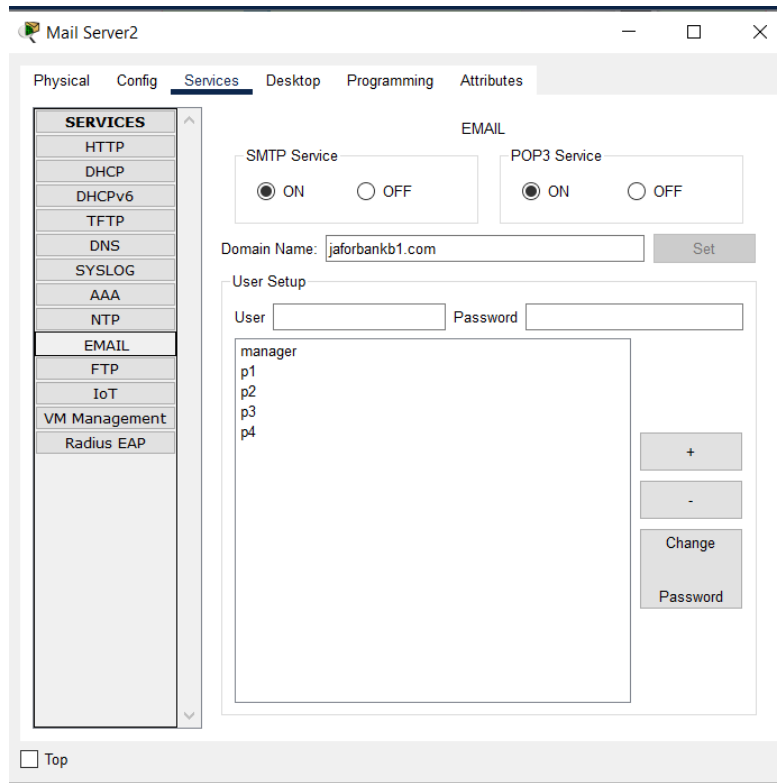 Mail Server2
Physical Config Services Desktop Programming Attributes
SERVICES
HTTP
DHCP
DHCPv6
TFTP
DNS
SYSLOG
AAA
NTP
EMAIL
FTP
IoT
VM Management
Radius EAP
EMAIL
SMTP Service
ON OFF
POP3 Service
ON OFF
Domain Name: jaforbankb1.com Set
User Setup
User Password
manager
p1
p2
p3
p4
+
-
Change
Password
Top